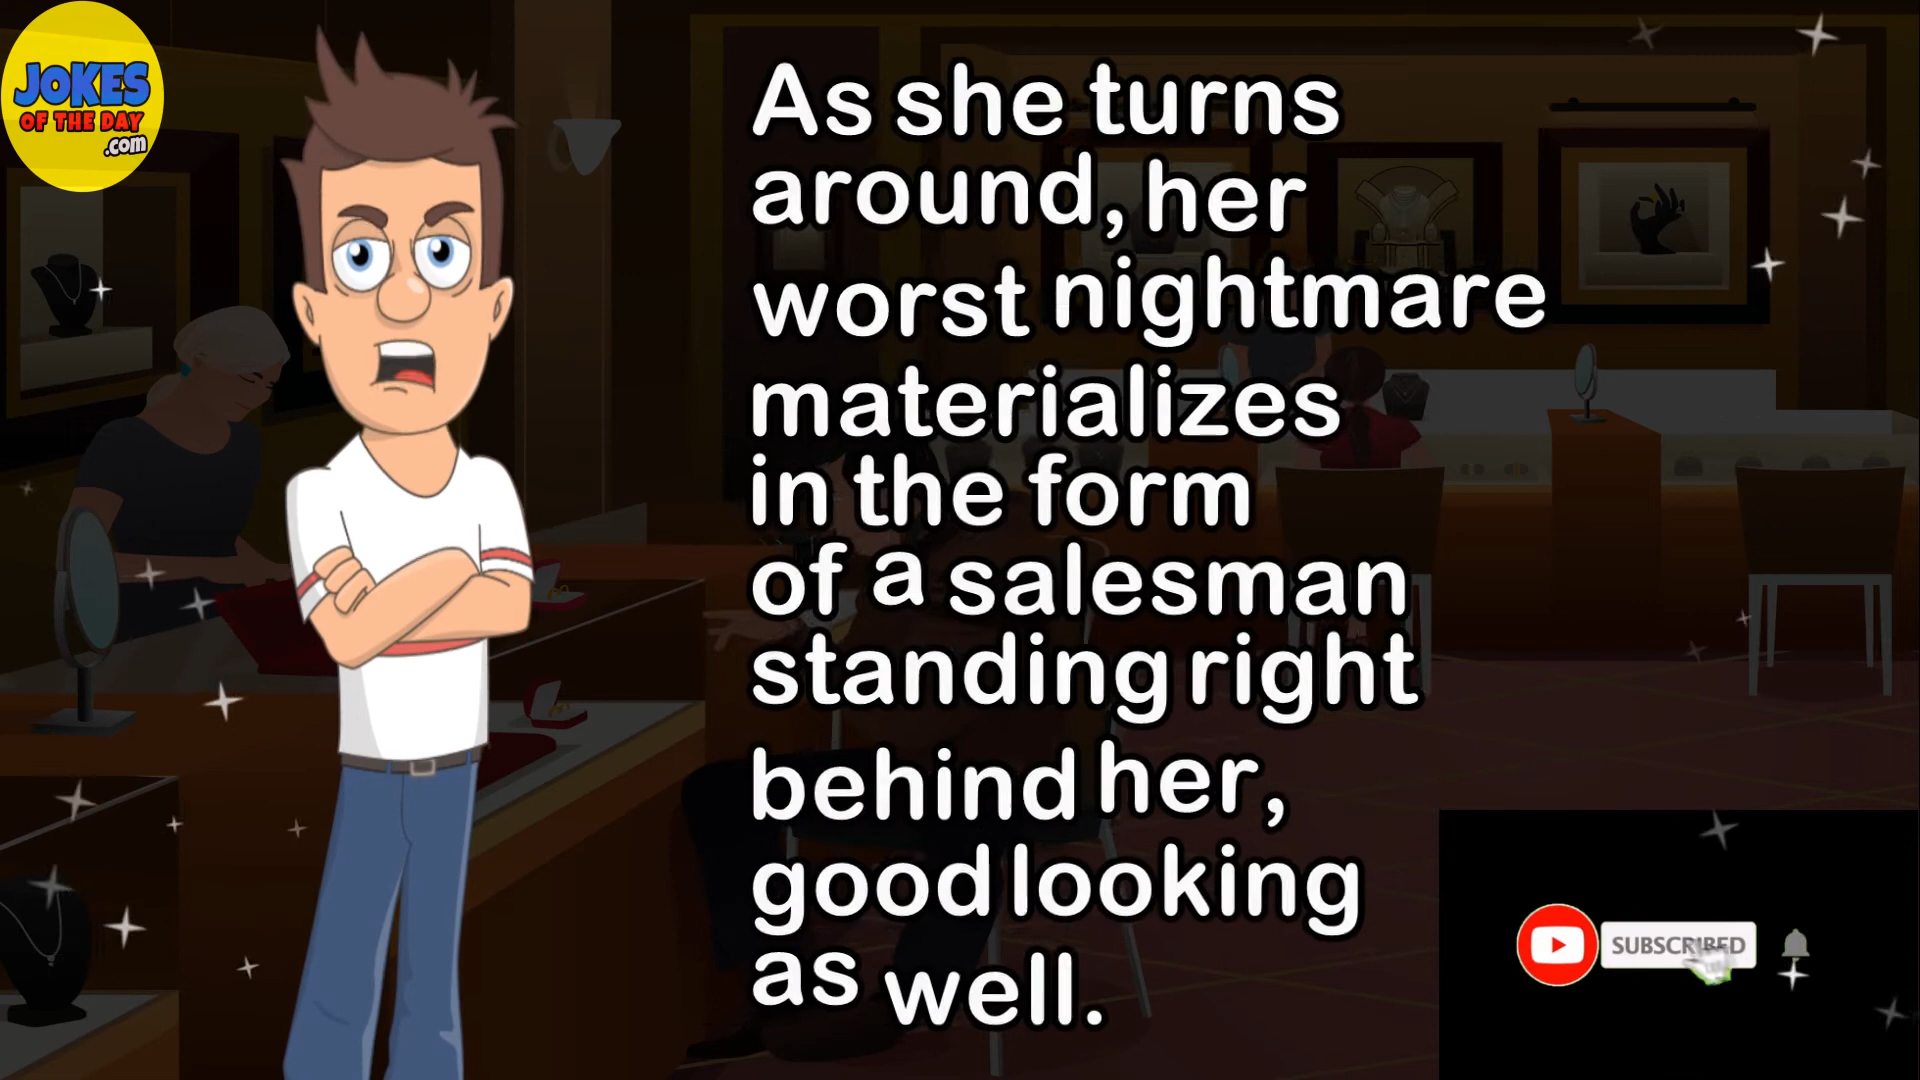 JOKES
OF THE DAY
.com
As she turns
around, her
worst nightmare
materializes
in the form
of a salesman
standing right
behind her,
good looking
as well.
SUBSCRIBED